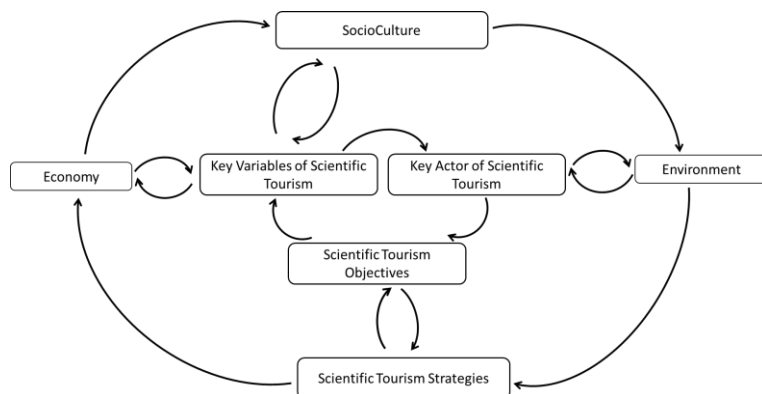 SocioCulture
Key Variables of Scientific
Tourism
Key Actor of Scientific
Tourism
Economy
Environment
Scientific Tourism
Objectives
Scientific Tourism Strategies